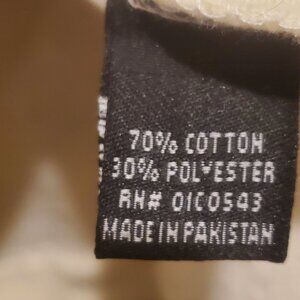 70% COTTON
30% POLYESTER
RN# 01C0543
MADE IN PAKISTAN